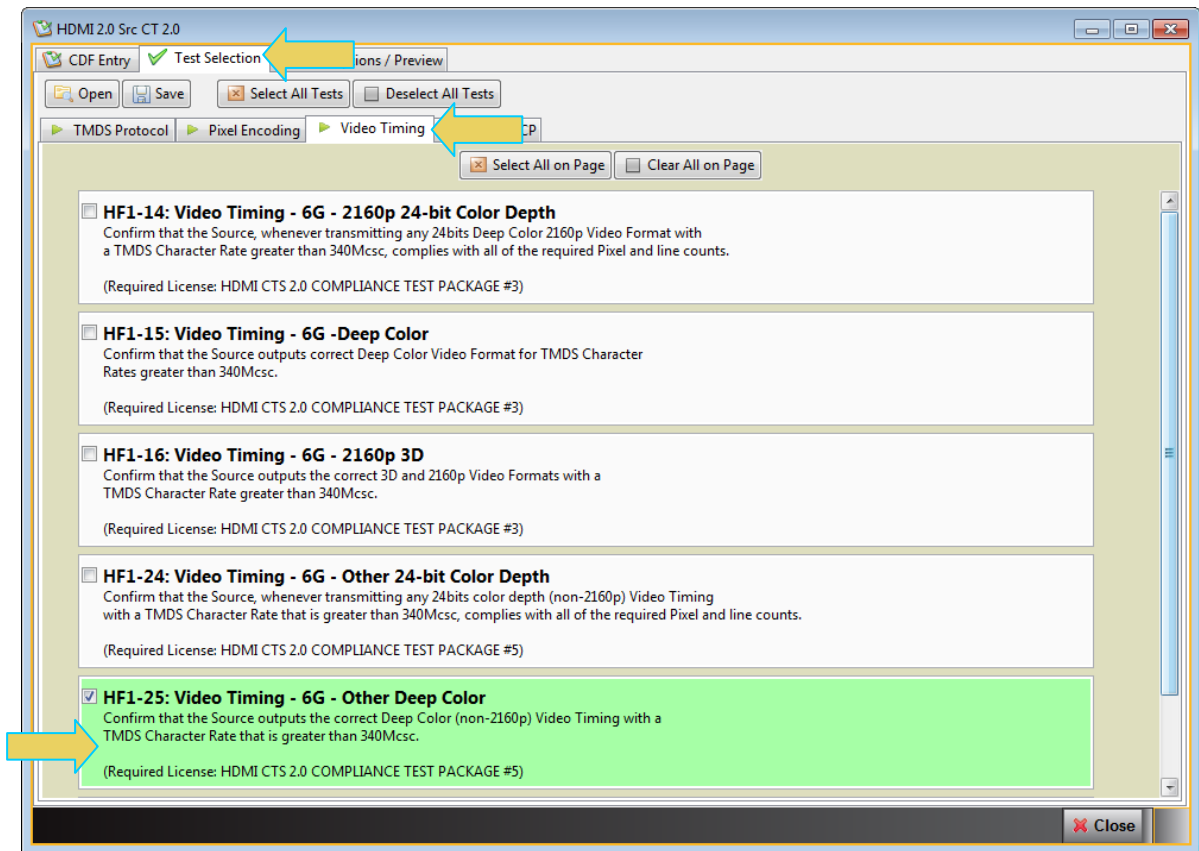 HDMI 2.0 Src CT 2.0
CDF Entry Test Selection ions / Preview
Open Save Select All Tests Deselect All Tests
TMDS Protocol Pixel Encoding Video Timing CP
Select All on Page Clear All on Page
HF1-14: Video Timing - 6G - 2160p 24-bit Color Depth
Confirm that the Source, whenever transmitting any 24bits Deep Color 2160p Video Format with
a TMDS Character Rate greater than 340Mcsc, complies with all of the required Pixel and line counts.
(Required License: HDMI CTS 2.0 COMPLIANCE TEST PACKAGE #3)
HF1-15: Video Timing - 6G -Deep Color
Confirm that the Source outputs correct Deep Color Video Format for TMDS Character
Rates greater than 340Mcsc.
(Required License: HDMI CTS 2.0 COMPLIANCE TEST PACKAGE #3)
HF1-16: Video Timing - 6G - 2160p 3D
Confirm that the Source outputs the correct 3D and 2160p Video Formats with a
TMDS Character Rate greater than 340Mcsc.
(Required License: HDMI CTS 2.0 COMPLIANCE TEST PACKAGE #3)
HF1-24: Video Timing - 6G - Other 24-bit Color Depth
Confirm that the Source, whenever transmitting any 24bits color depth (non-2160p) Video Timing
with a TMDS Character Rate that is greater than 340Mcsc, complies with all of the required Pixel and line counts.
(Required License: HDMI CTS 2.0 COMPLIANCE TEST PACKAGE #5)
HF1-25: Video Timing - 6G - Other Deep Color
Confirm that the Source outputs the correct Deep Color (non-2160p) Video Timing with a
TMDS Character Rate that is greater than 340Mcsc.
(Required License: HDMI CTS 2.0 COMPLIANCE TEST PACKAGE #5)
Close